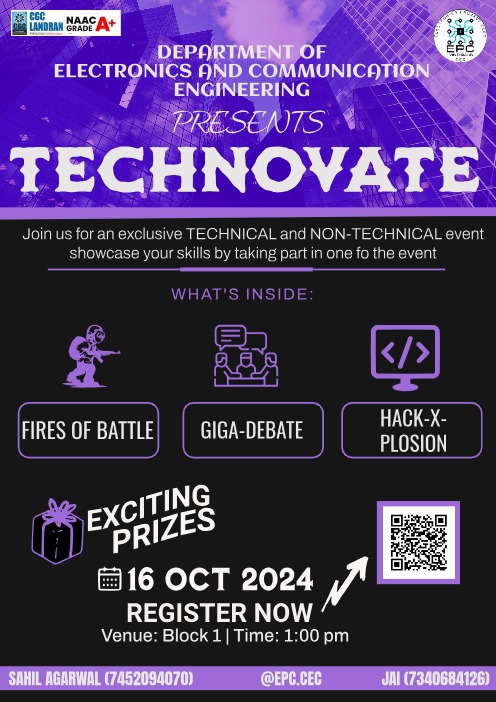 CGC
LANDRAN
NAAC
GRADE A+
EPC
CEC
DEPARTMENT OF
ELECTRONICS AND COMMUNICATION
ENGINEERING
PRESENTS
TECHNOVATE
Join us for an exclusive TECHNICAL and NON-TECHNICAL event
showcase your skills by taking part in one fo the event
WHAT'S INSIDE:
FIRES OF BATTLE
GIGA-DEBATE
HACK-X-
PLOSION
EXCITING
PRIZES
16 OCT 2024
REGISTER NOW
Venue: Block 1 | Time: 1:00 pm
SAHIL AGARWAL (7452094070)
@EPC.CEC
JAI (7340684126)